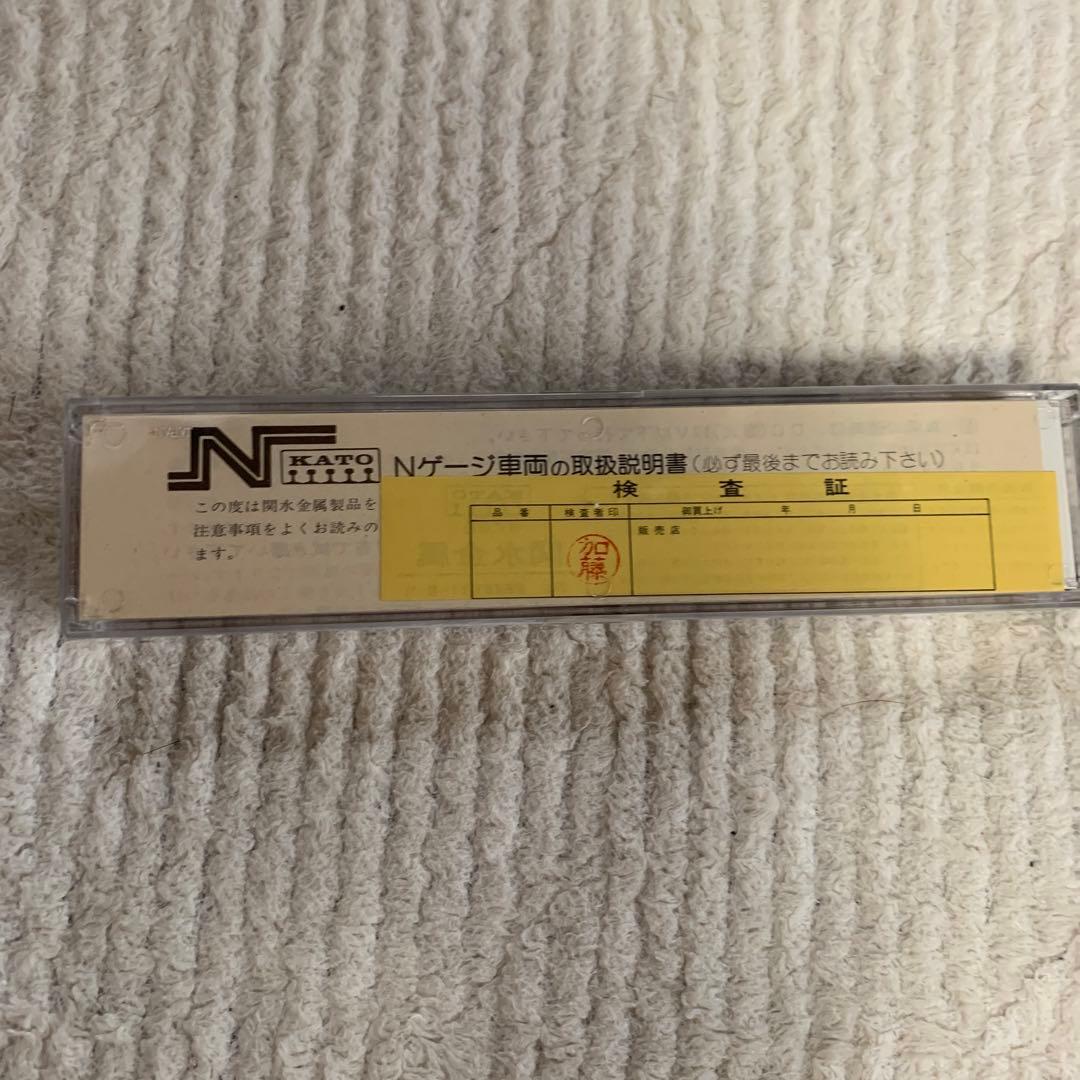 N KATO
Nゲージ車両の取扱説明書(必ず最後までお読み下さい)
この度は関水金属製品を
注意事項をよくお読みの
ます。
検査証
品番 検査者印 御買上げ 年 月 日
加藤 販売店